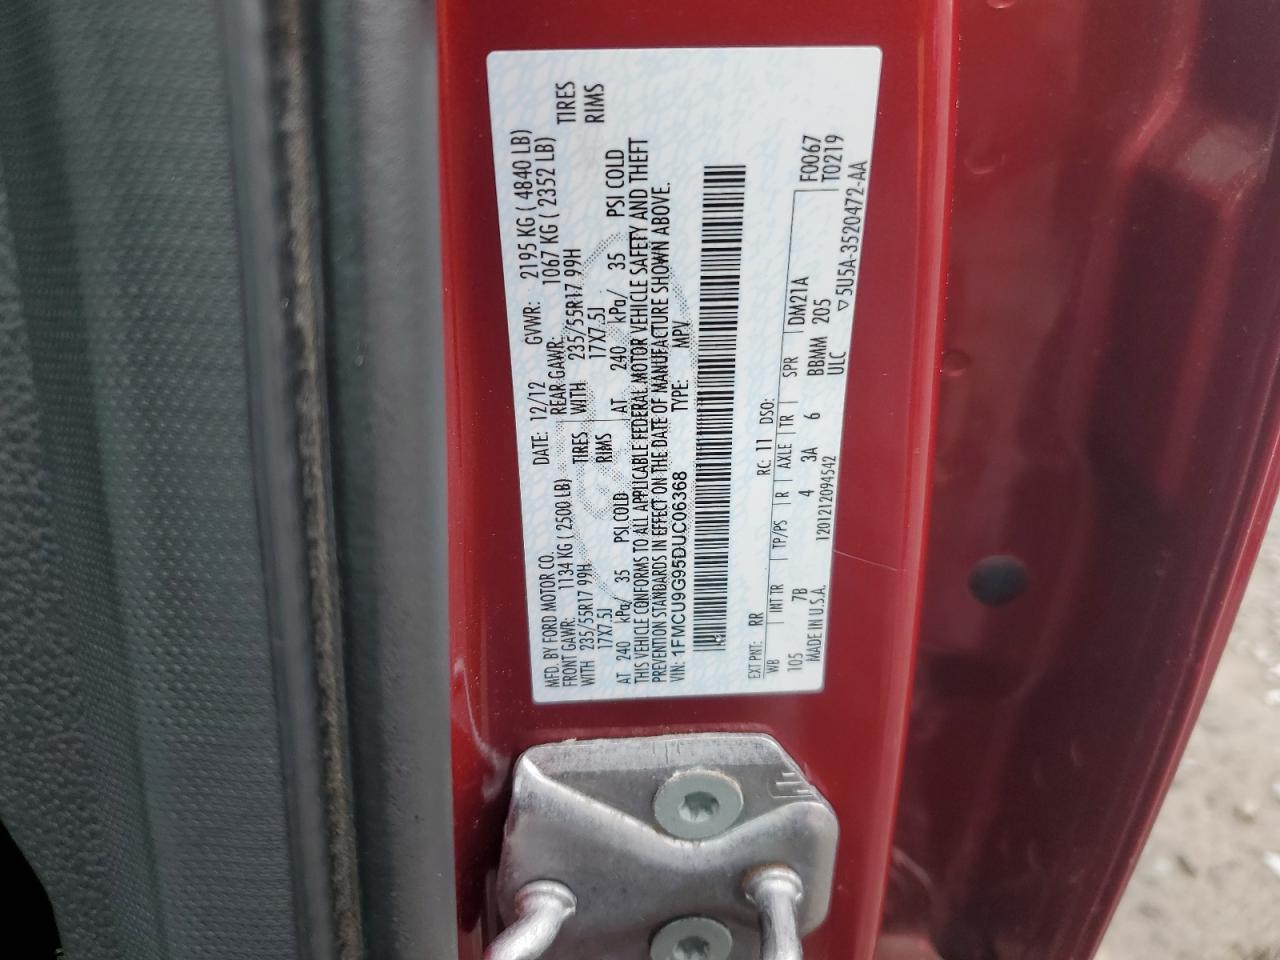 MFD. BY FORD MOTOR CO. DATE: 12/12 GVWR: 2195 KG ( 4840 LB)
FRONT GAWR: 1134 KG ( 2500 LB) REAR GAWR: 1067 KG ( 2352 LB)
WITH 235/55R17 99H TIRES WITH 235/55R17 99H TIRES
17X7.5J RIMS 17X7.5J RIMS
AT 240 kPa/ 35 PSI COLD AT 240 kPa/ 35 PSI COLD
THIS VEHICLE CONFORMS TO ALL APPLICABLE FEDERAL MOTOR VEHICLE SAFETY AND THEFT
PREVENTION STANDARDS IN EFFECT ON THE DATE OF MANUFACTURE SHOWN ABOVE.
VIN: 1FMCU9G95DUC06368 TYPE: MPV
EXT PNT: RR RC: 11 DSO: F0067
WB INT TR TP/PS R AXLE TR SPR DM21A T0219
105 7B 4 3A 6 BBMM 205
MADE IN U.S.A. 1201212094542 ULC ▽5U5A-3520472-AA